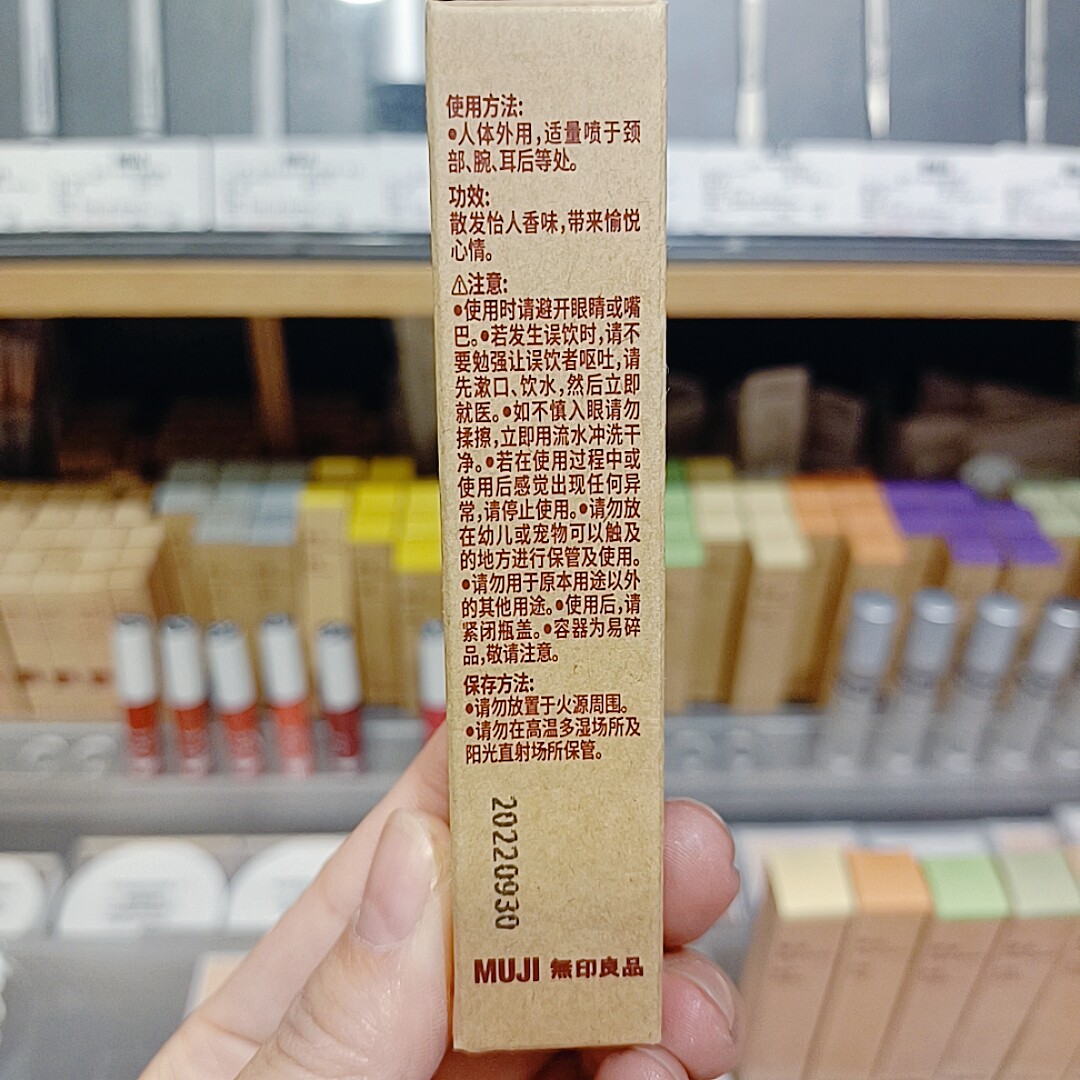 使用方法:
●人体外用,适量喷于颈
部、腕、耳后等处。
功效:
散发怡人香味,带来愉悦
心情。
⚠注意:
●使用时请避开眼睛或嘴
巴。●若发生误饮时,请不
要勉强让误饮者呕吐,请
先漱口、饮水,然后立即
就医。●如不慎入眼请勿
揉擦,立即用流水冲洗干
净。●若在使用过程中或
使用后感觉出现任何异
常,请停止使用。●请勿放
在幼儿或宠物可以触及
的地方进行保管及使用。
●请勿用于原本用途以外
的其他用途。●使用后,请
紧闭瓶盖。●容器为易碎
品,敬请注意。
保存方法:
●请勿放置于火源周围。
●请勿在高温多湿场所及
阳光直射场所保管。
20220930
MUJI 無印良品